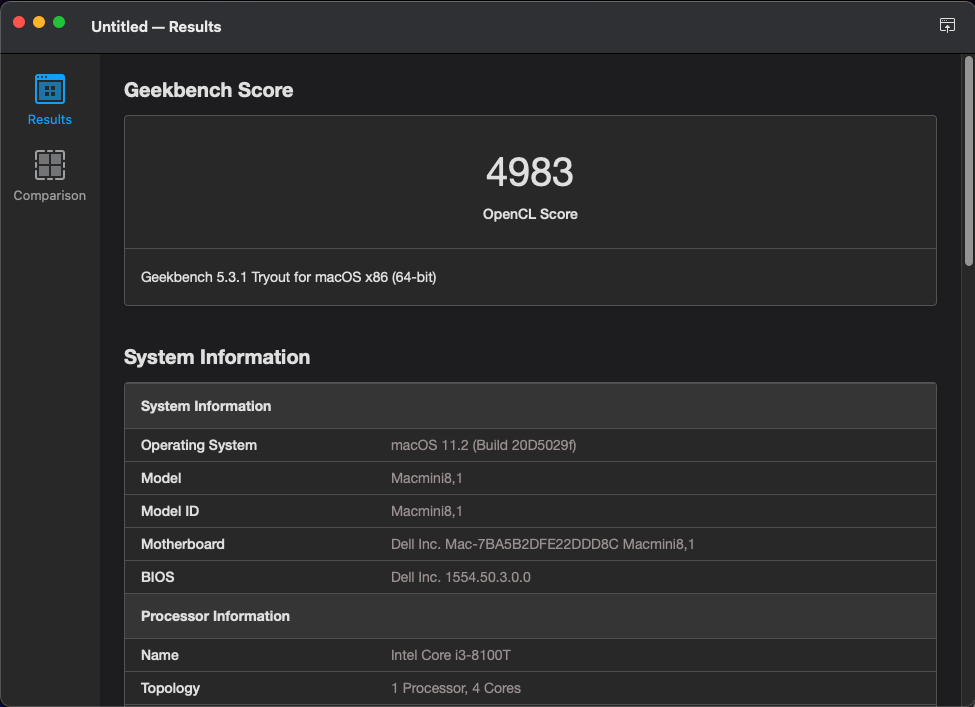 Untitled — Results
Results
Comparison
Geekbench Score
4983
OpenCL Score
Geekbench 5.3.1 Tryout for macOS x86 (64-bit)
System Information
System Information
Operating System macOS 11.2 (Build 20D5029f)
Model Macmini8,1
Model ID Macmini8,1
Motherboard Dell Inc. Mac-7BA5B2DFE22DDD8C Macmini8,1
BIOS Dell Inc. 1554.50.3.0.0
Processor Information
Name Intel Core i3-8100T
Topology 1 Processor, 4 Cores